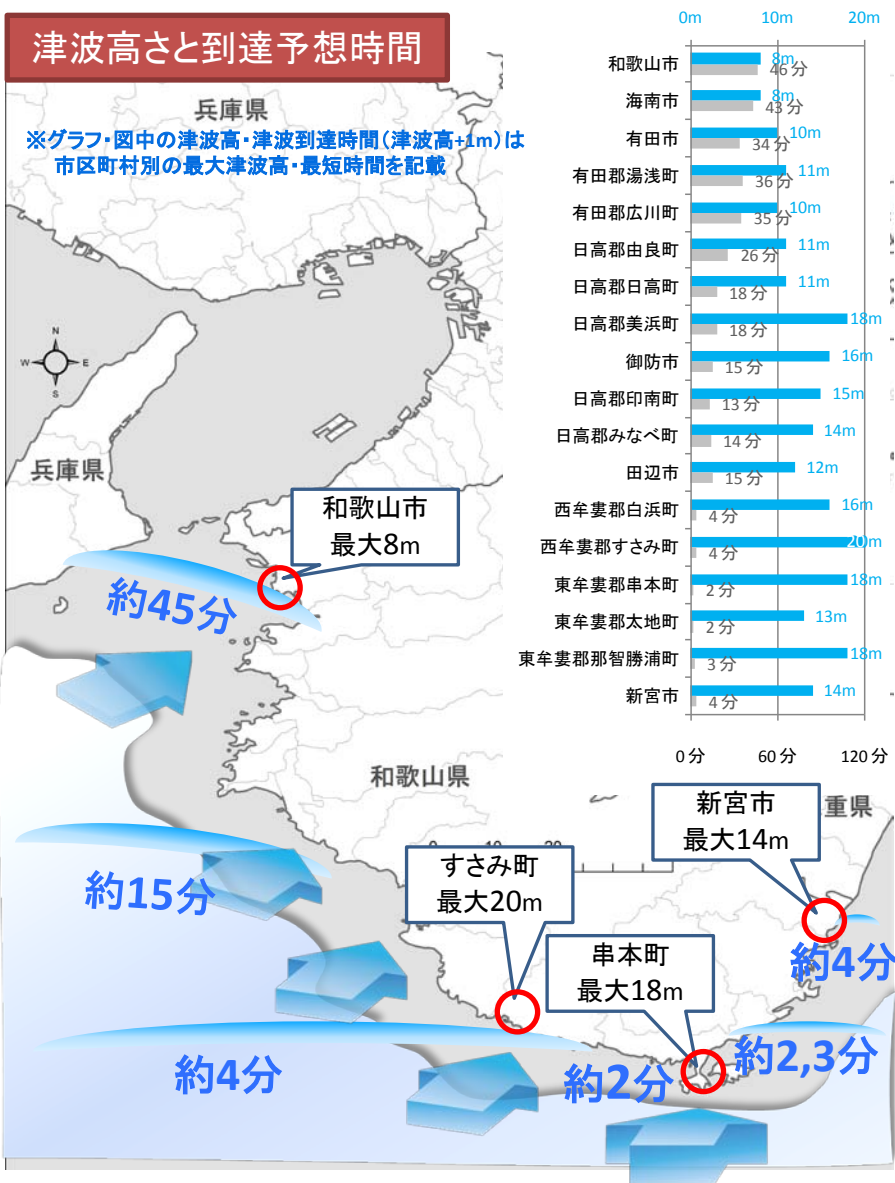 津波高さと到達予想時間
兵庫県
※グラフ・図中の津波高・津波到達時間(津波高+1m)は
市区町村別の最大津波高・最短時間を記載
0m 10m 20m
和歌山市 8m
46分
海南市 8m
43分
有田市 10m
34分
有田郡湯浅町 11m
36分
有田郡広川町 10m
35分
日高郡由良町 11m
26分
日高郡日高町 11m
18分
日高郡美浜町 18m
18分
御防市 16m
15分
日高郡印南町 15m
13分
日高郡みなべ町 14m
14分
田辺市 12m
15分
西牟婁郡白浜町 16m
4分
西牟婁郡すさみ町 20m
4分
東牟婁郡串本町 18m
2分
東牟婁郡太地町 13m
2分
東牟婁郡那智勝浦町 18m
3分
新宮市 14m
4分
0分 60分 120分
N
W E
S
兵庫県
和歌山市
最大8m
約45分
和歌山県
新宮市
最大14m
重県
すさみ町
最大20m
約15分
串本町
最大18m
約4分
約4分
約2分
約2,3分